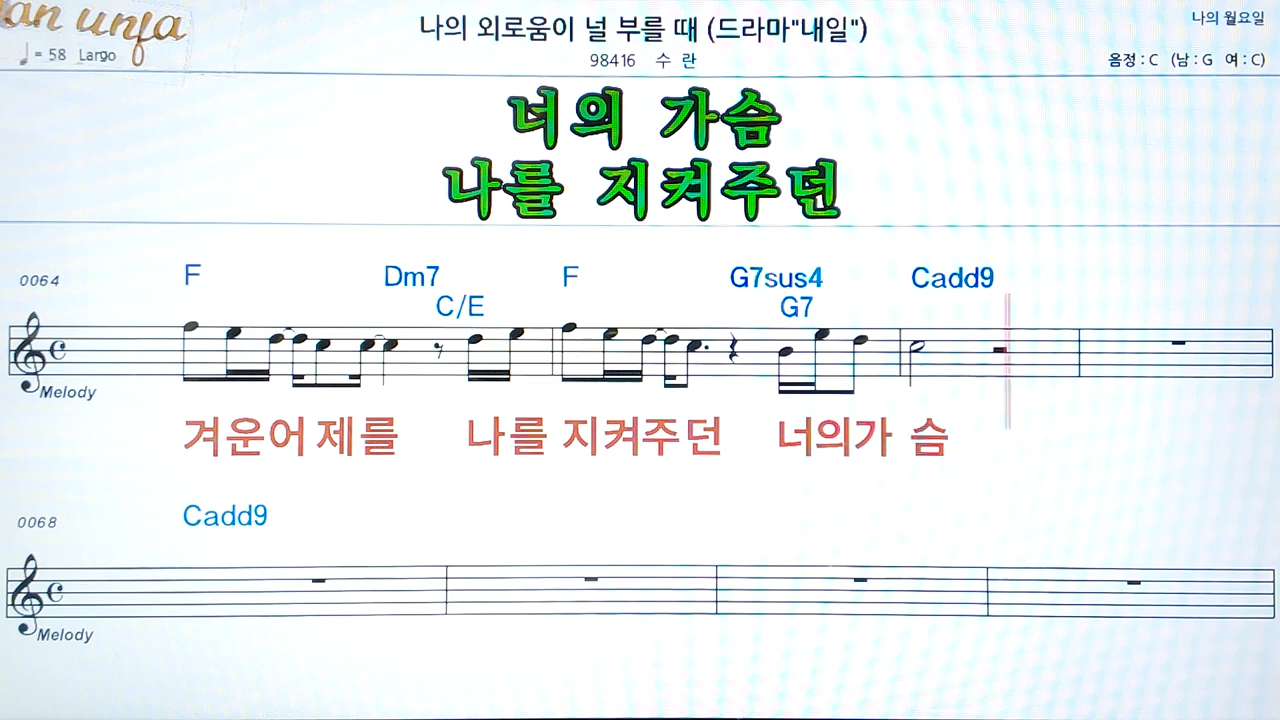 나의 외로움이 널 부를 때 (드라마"내일")
나의 월요일
♩ = 58 Largo
98416 수 란
음정 : C (남 : G 여 : C)
너의 가슴
나를 지켜주던
0064
F Dm7 F G7sus4 Cadd9
C/E G7
Melody
겨운어 제를 나를 지켜주던 너의가 슴
0068
Cadd9
Melody